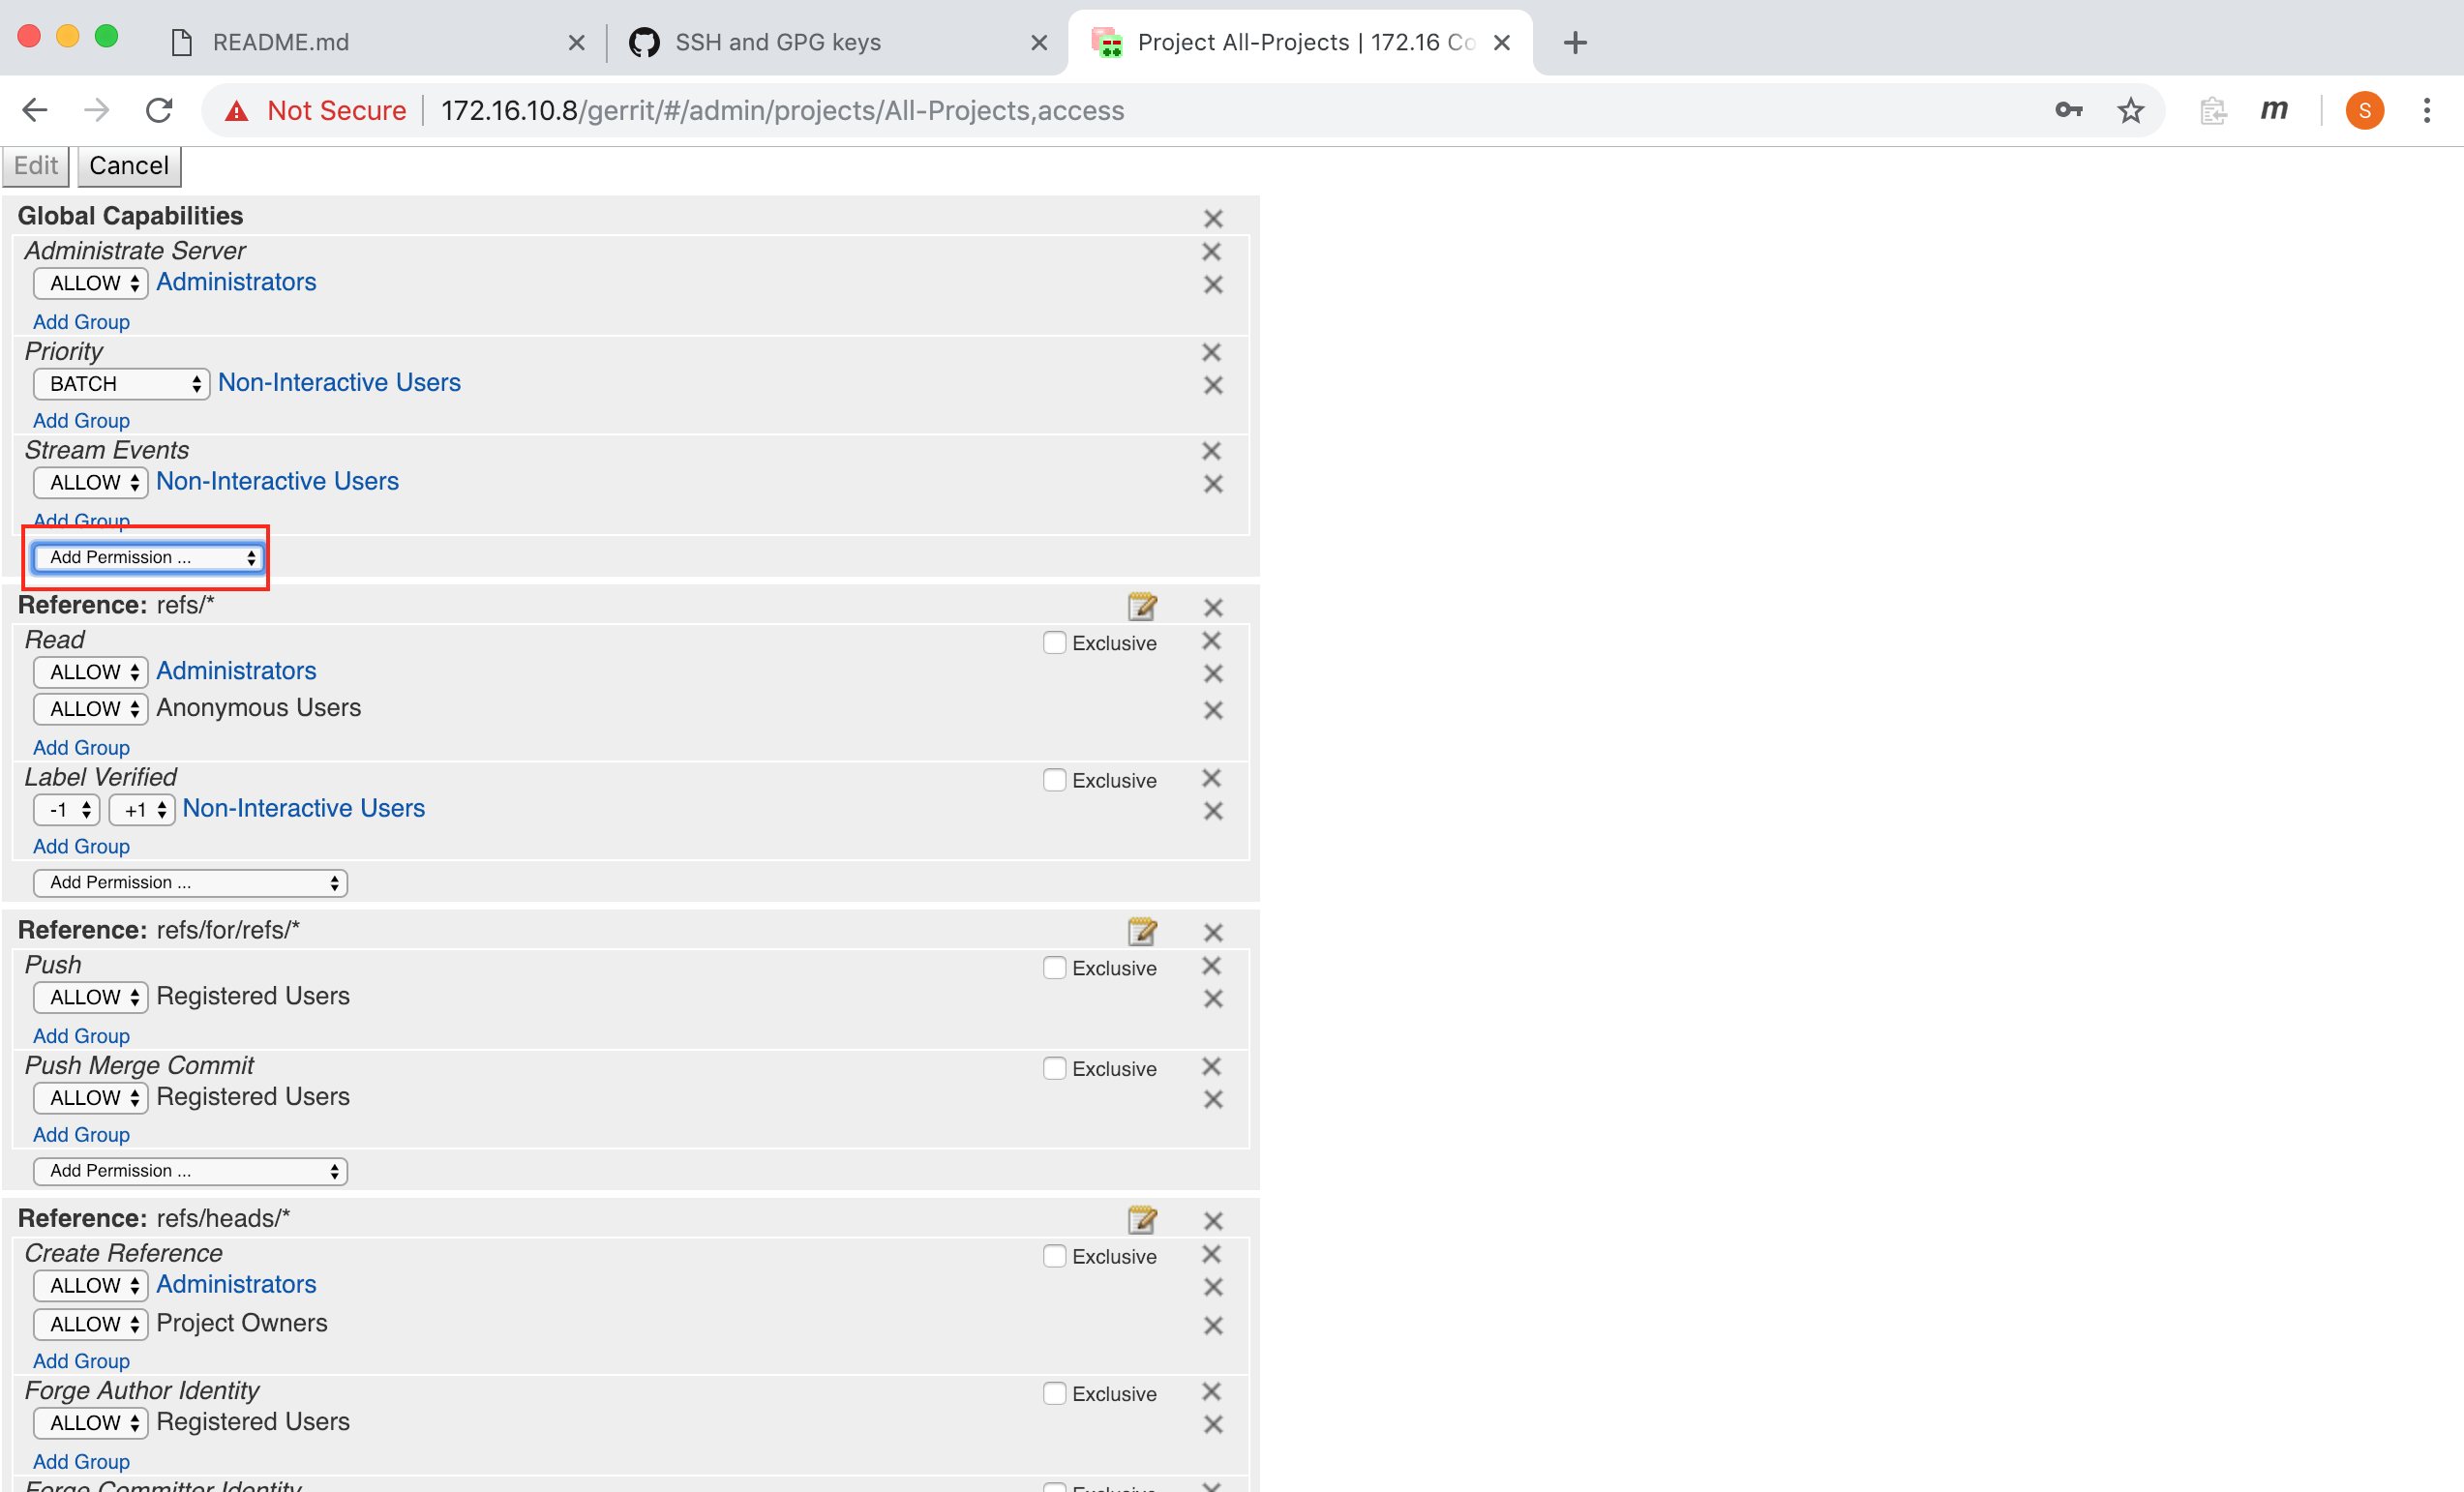 README.md
SSH and GPG keys
Project All-Projects | 172.16 Co
Not Secure
172.16.10.8/gerrit/#/admin/projects/All-Projects,access
m
S
Edit Cancel
Global Capabilities
Administrate Server
ALLOW Administrators
Add Group
Priority
BATCH Non-Interactive Users
Add Group
Stream Events
ALLOW Non-Interactive Users
Add Group
Add Permission ...
Reference: refs/*
Read Exclusive
ALLOW Administrators
ALLOW Anonymous Users
Add Group
Label Verified Exclusive
-1 +1 Non-Interactive Users
Add Group
Add Permission ...
Reference: refs/for/refs/*
Push Exclusive
ALLOW Registered Users
Add Group
Push Merge Commit Exclusive
ALLOW Registered Users
Add Group
Add Permission ...
Reference: refs/heads/*
Create Reference Exclusive
ALLOW Administrators
ALLOW Project Owners
Add Group
Forge Author Identity Exclusive
ALLOW Registered Users
Add Group
Forge Committer Identity Exclusive